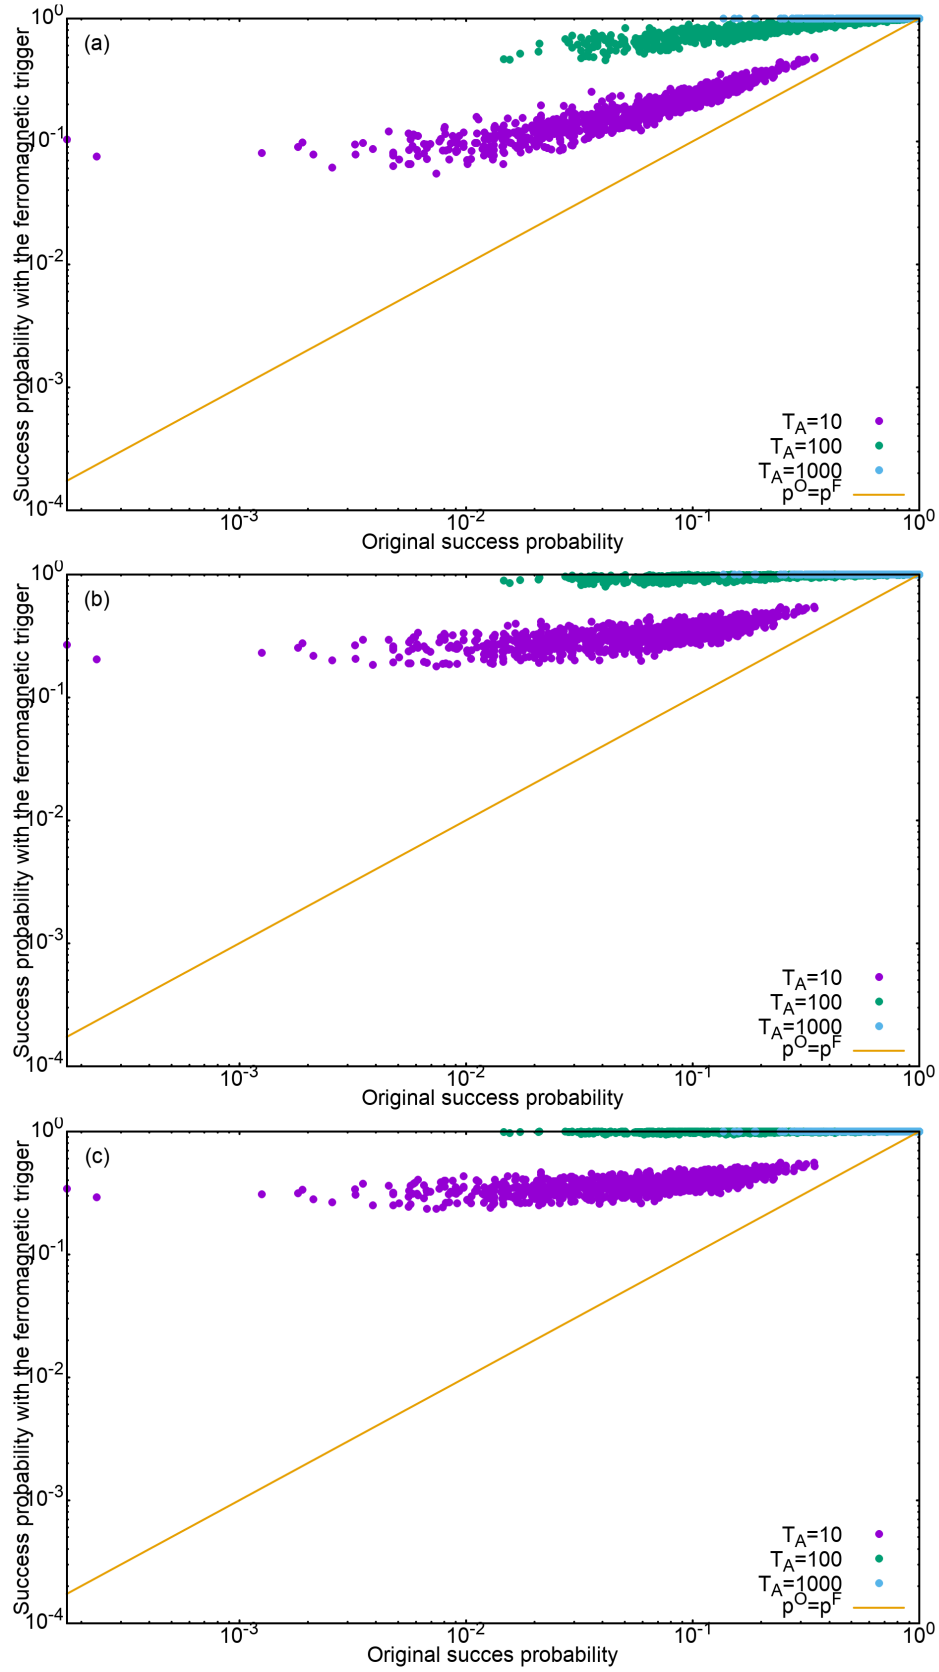 (a)
Success probability with the ferromagnetic trigger
10^0
10^-1
10^-2
10^-3
10^-4
T_A=10
T_A=100
T_A=1000
p^O=p^F
10^-3 10^-2 10^-1 10^0
Original success probability
(b)
Success probability with the ferromagnetic trigger
10^0
10^-1
10^-2
10^-3
10^-4
T_A=10
T_A=100
T_A=1000
p^O=p^F
10^-3 10^-2 10^-1 10^0
Original success probability
(c)
Success probability with the ferromagnetic trigger
10^0
10^-1
10^-2
10^-3
10^-4
T_A=10
T_A=100
T_A=1000
p^O=p^F
10^-3 10^-2 10^-1 10^0
Original succes probability